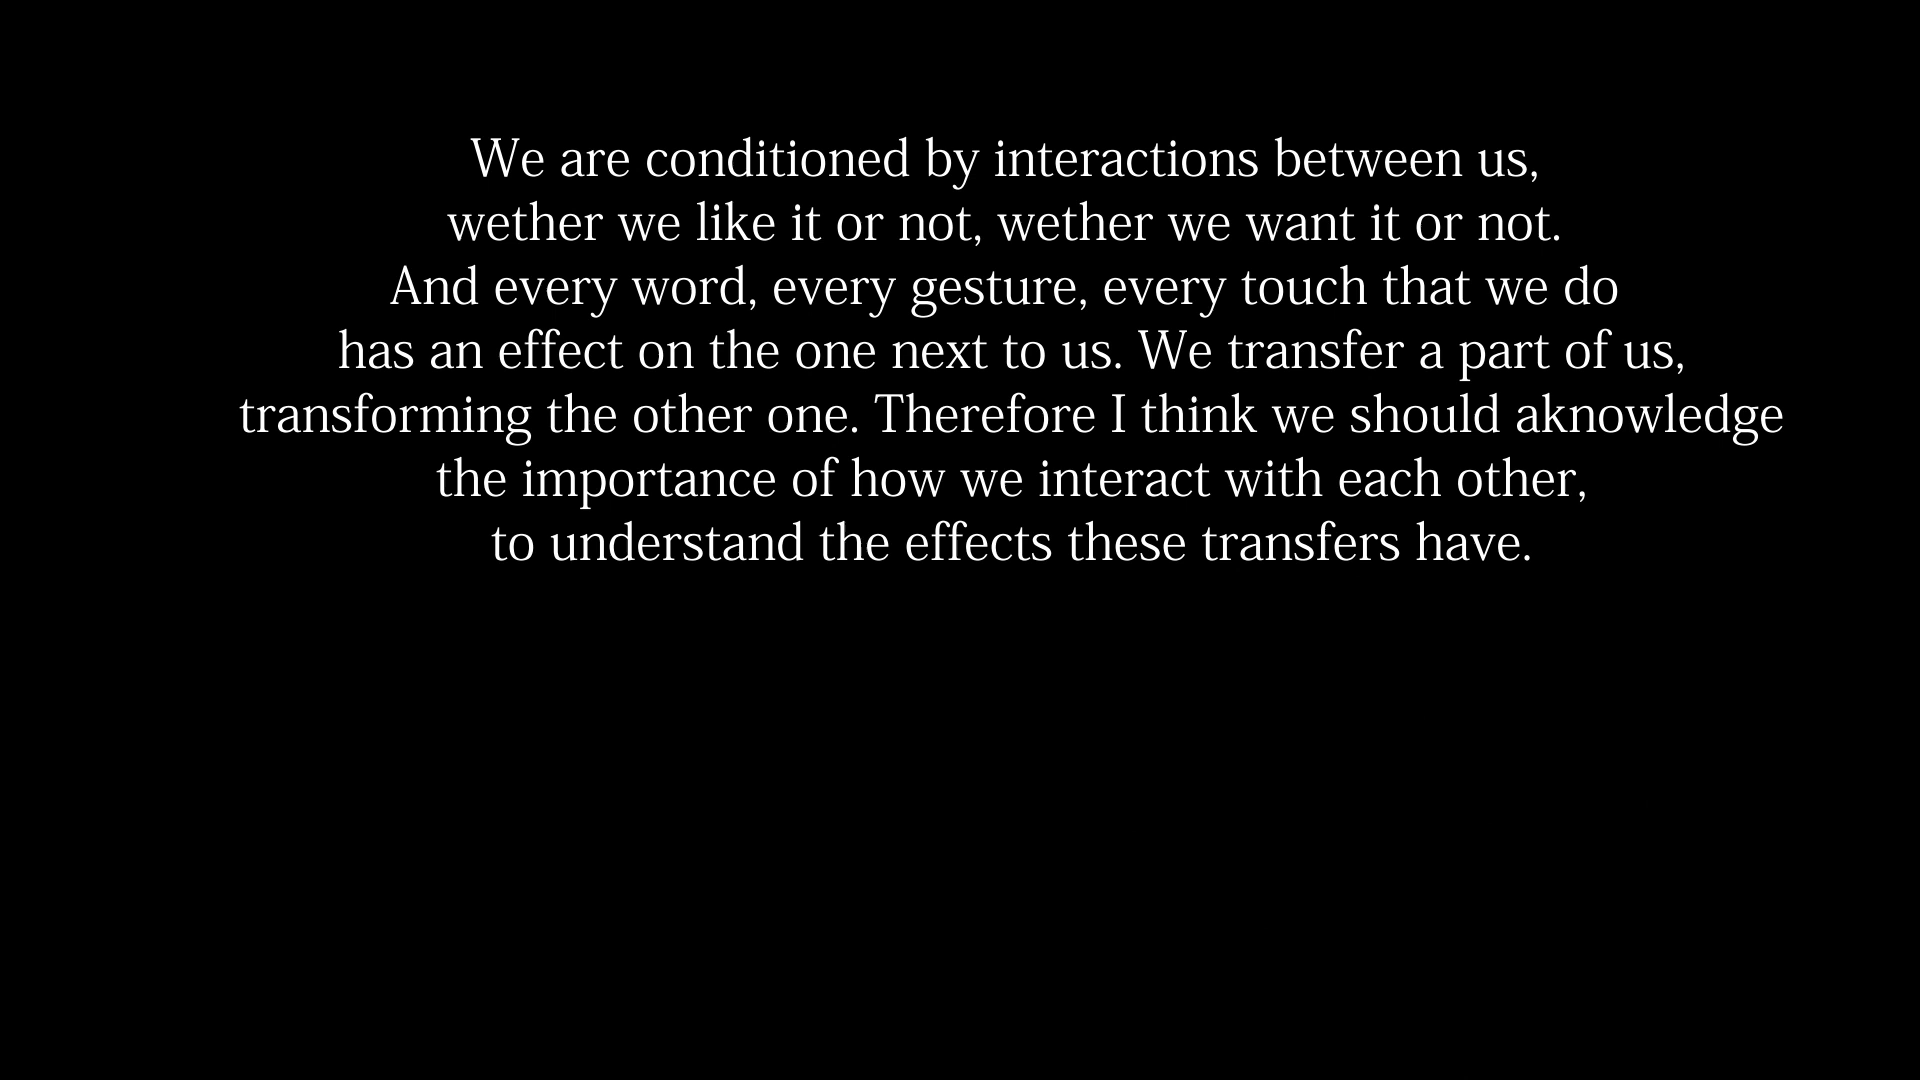 We are conditioned by interactions between us,
wether we like it or not, wether we want it or not.
And every word, every gesture, every touch that we do
has an effect on the one next to us. We transfer a part of us,
transforming the other one. Therefore I think we should aknowledge
the importance of how we interact with each other,
to understand the effects these transfers have.